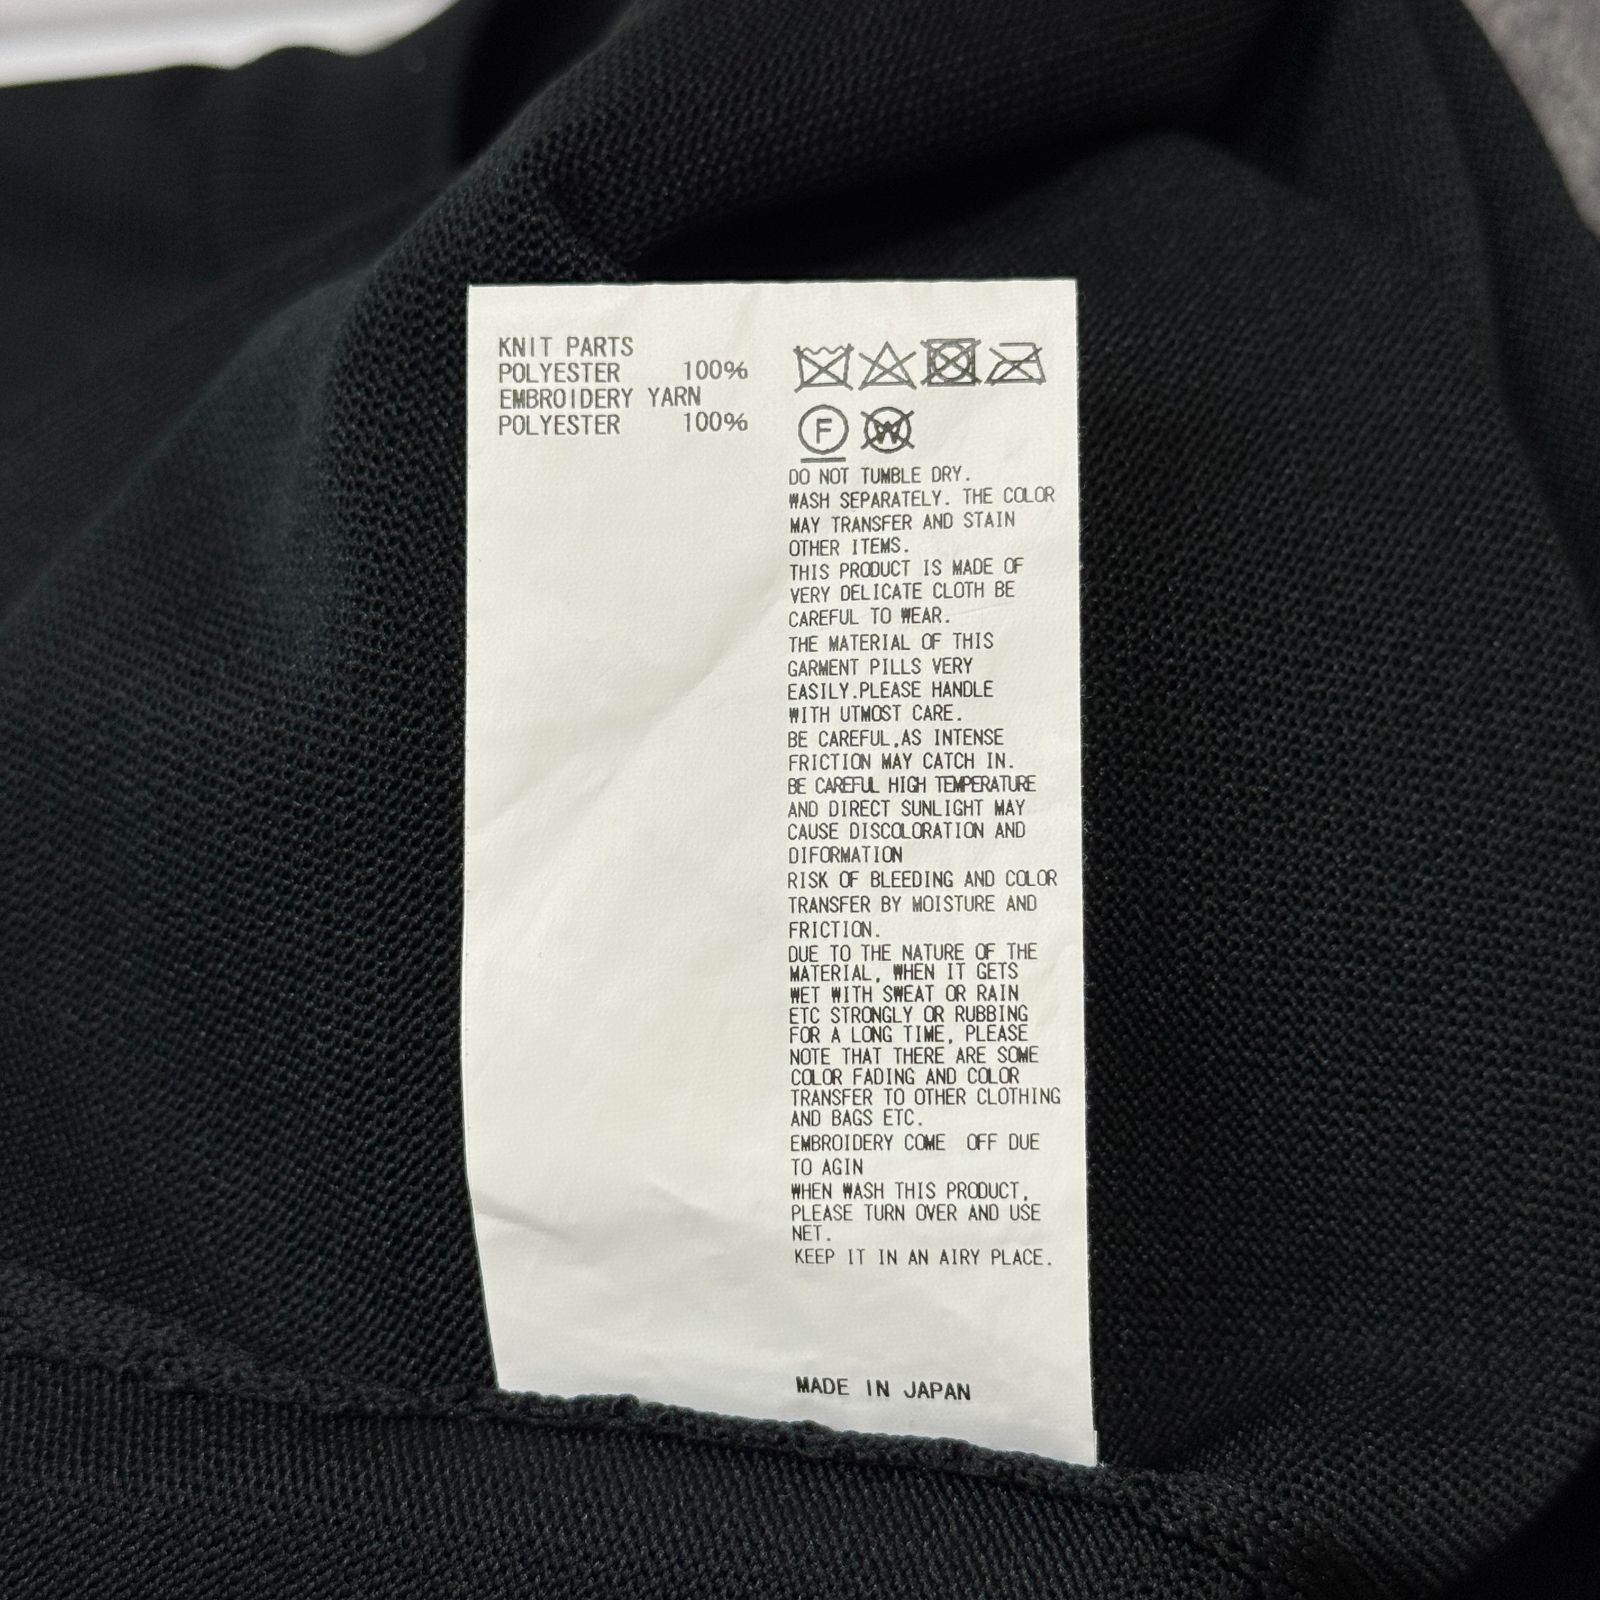 KNIT PARTS
POLYESTER 100%
EMBROIDERY YARN
POLYESTER 100%
F W
DO NOT TUMBLE DRY.
WASH SEPARATELY. THE COLOR
MAY TRANSFER AND STAIN
OTHER ITEMS.
THIS PRODUCT IS MADE OF
VERY DELICATE CLOTH BE
CAREFUL TO WEAR.
THE MATERIAL OF THIS
GARMENT PILLS VERY
EASILY.PLEASE HANDLE
WITH UTMOST CARE.
BE CAREFUL,AS INTENSE
FRICTION MAY CATCH IN.
BE CAREFUL HIGH TEMPERATURE
AND DIRECT SUNLIGHT MAY
CAUSE DISCOLORATION AND
DIFORMATION
RISK OF BLEEDING AND COLOR
TRANSFER BY MOISTURE AND
FRICTION.
DUE TO THE NATURE OF THE
MATERIAL, WHEN IT GETS
WET WITH SWEAT OR RAIN
ETC STRONGLY OR RUBBING
FOR A LONG TIME, PLEASE
NOTE THAT THERE ARE SOME
COLOR FADING AND COLOR
TRANSFER TO OTHER CLOTHING
AND BAGS ETC.
EMBROIDERY COME OFF DUE
TO AGIN
WHEN WASH THIS PRODUCT,
PLEASE TURN OVER AND USE
NET.
KEEP IT IN AN AIRY PLACE.
MADE IN JAPAN